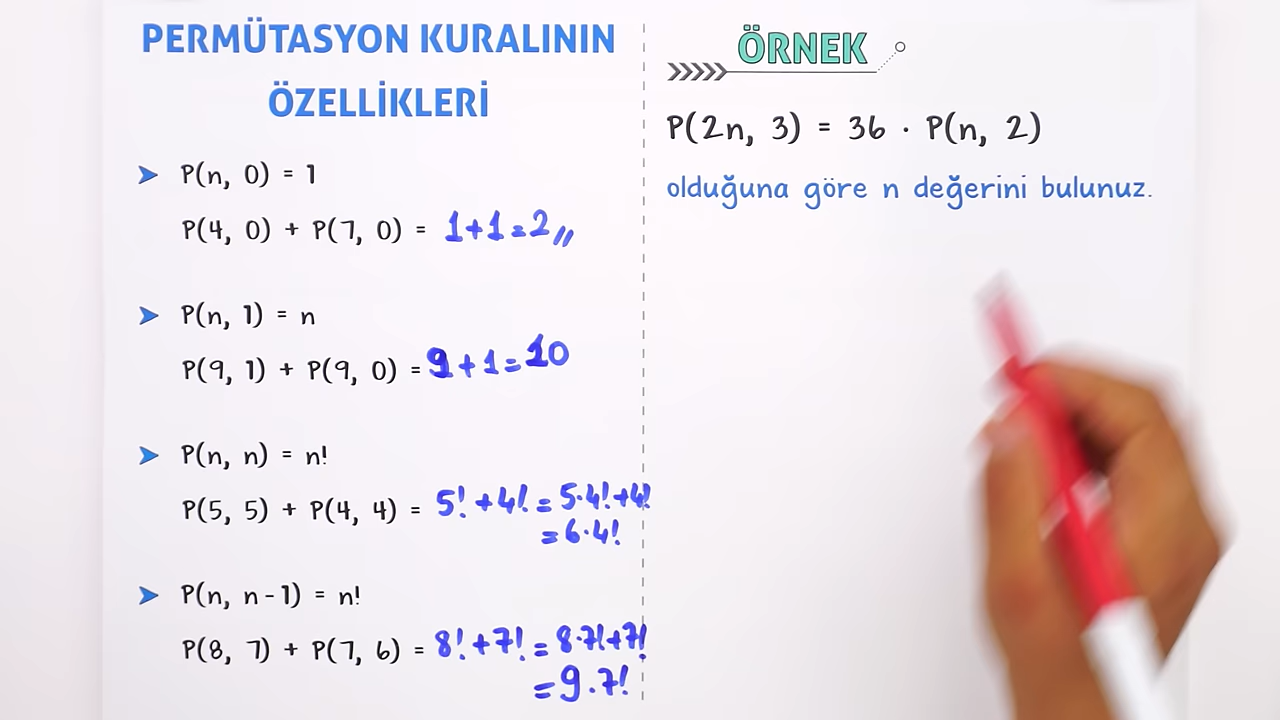 PERMÜTASYON KURALININ
ÖZELLİKLERİ
P(n, 0) = 1
P(4, 0) + P(7, 0) = 1+1=2//
P(n, 1) = n
P(9, 1) + P(9, 0) = 9+1=10
P(n, n) = n!
P(5, 5) + P(4, 4) = 5!+4! = 5·4!+4!
= 6·4!
P(n, n-1) = n!
P(8, 7) + P(7, 6) = 8!+7! = 8·7!+7!
= 9·7!
ÖRNEK
P(2n, 3) = 36 · P(n, 2)
olduğuna göre n değerini bulunuz.